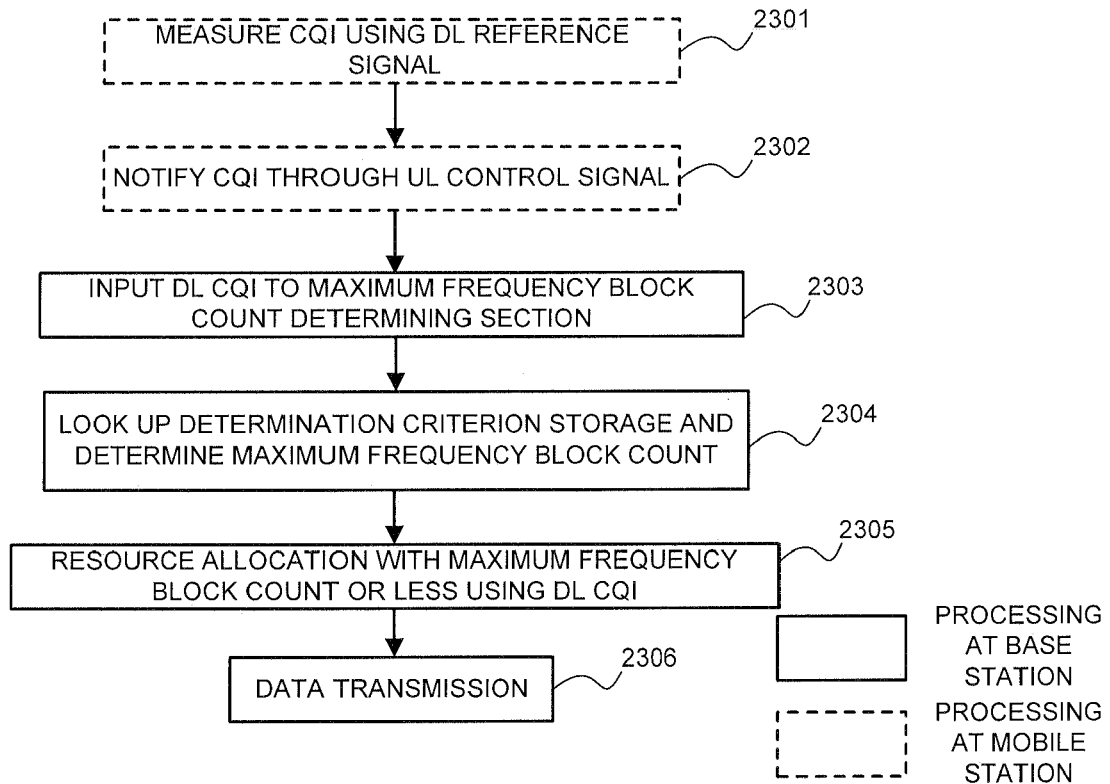 2301
MEASURE CQI USING DL REFERENCE
SIGNAL
2302
NOTIFY CQI THROUGH UL CONTROL SIGNAL
INPUT DL CQI TO MAXIMUM FREQUENCY BLOCK
COUNT DETERMINING SECTION
2303
LOOK UP DETERMINATION CRITERION STORAGE AND
DETERMINE MAXIMUM FREQUENCY BLOCK COUNT
2304
2305
RESOURCE ALLOCATION WITH MAXIMUM FREQUENCY
BLOCK COUNT OR LESS USING DL CQI
2306
DATA TRANSMISSION
PROCESSING
AT BASE
STATION
PROCESSING
AT MOBILE
STATION